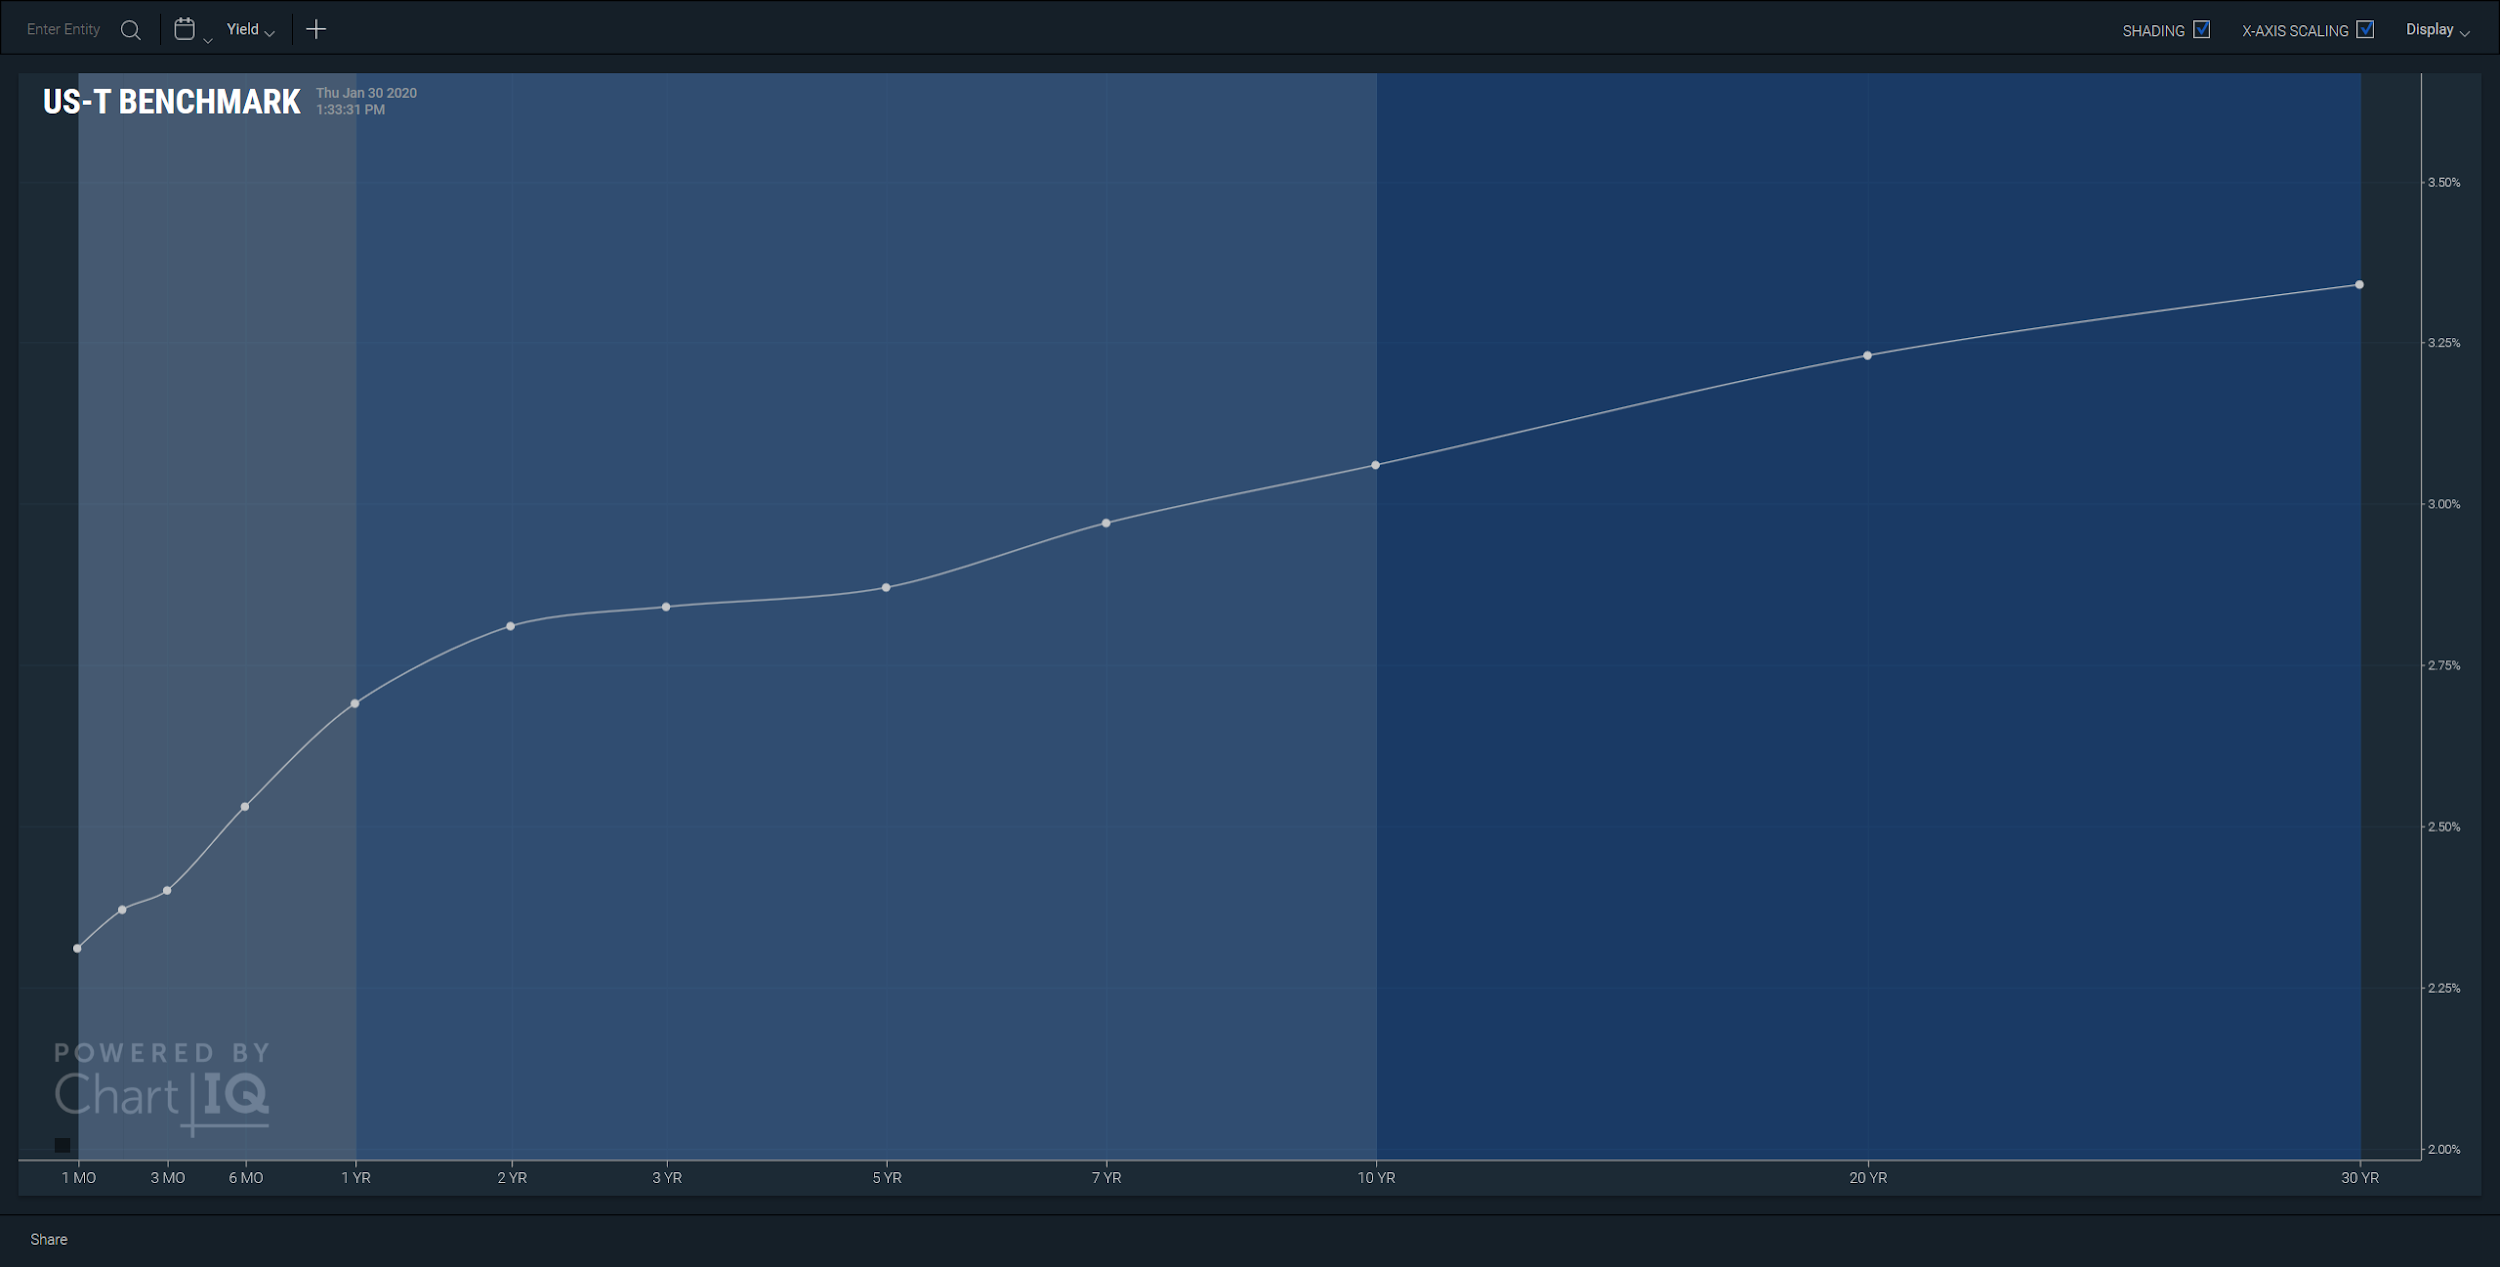 Enter Entity
Yield
SHADING
X-AXIS SCALING
Display
US-T BENCHMARK
Thu Jan 30 2020
1:33:31 PM
3.50%
3.25%
3.00%
2.75%
2.50%
2.25%
2.00%
POWERED BY
Chart IQ
1 MO
3 MO
6 MO
1 YR
2 YR
3 YR
5 YR
7 YR
10 YR
20 YR
30 YR
Share